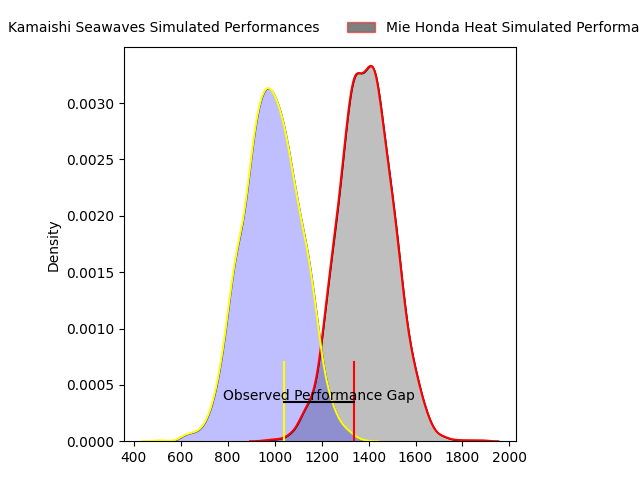 Kamaishi Seawaves Simulated Performances
Mie Honda Heat Simulated Performa
Density
0.0030
0.0025
0.0020
0.0015
0.0010
0.0005
0.0000
Observed Performance Gap
400 600 800 1000 1200 1400 1600 1800 2000